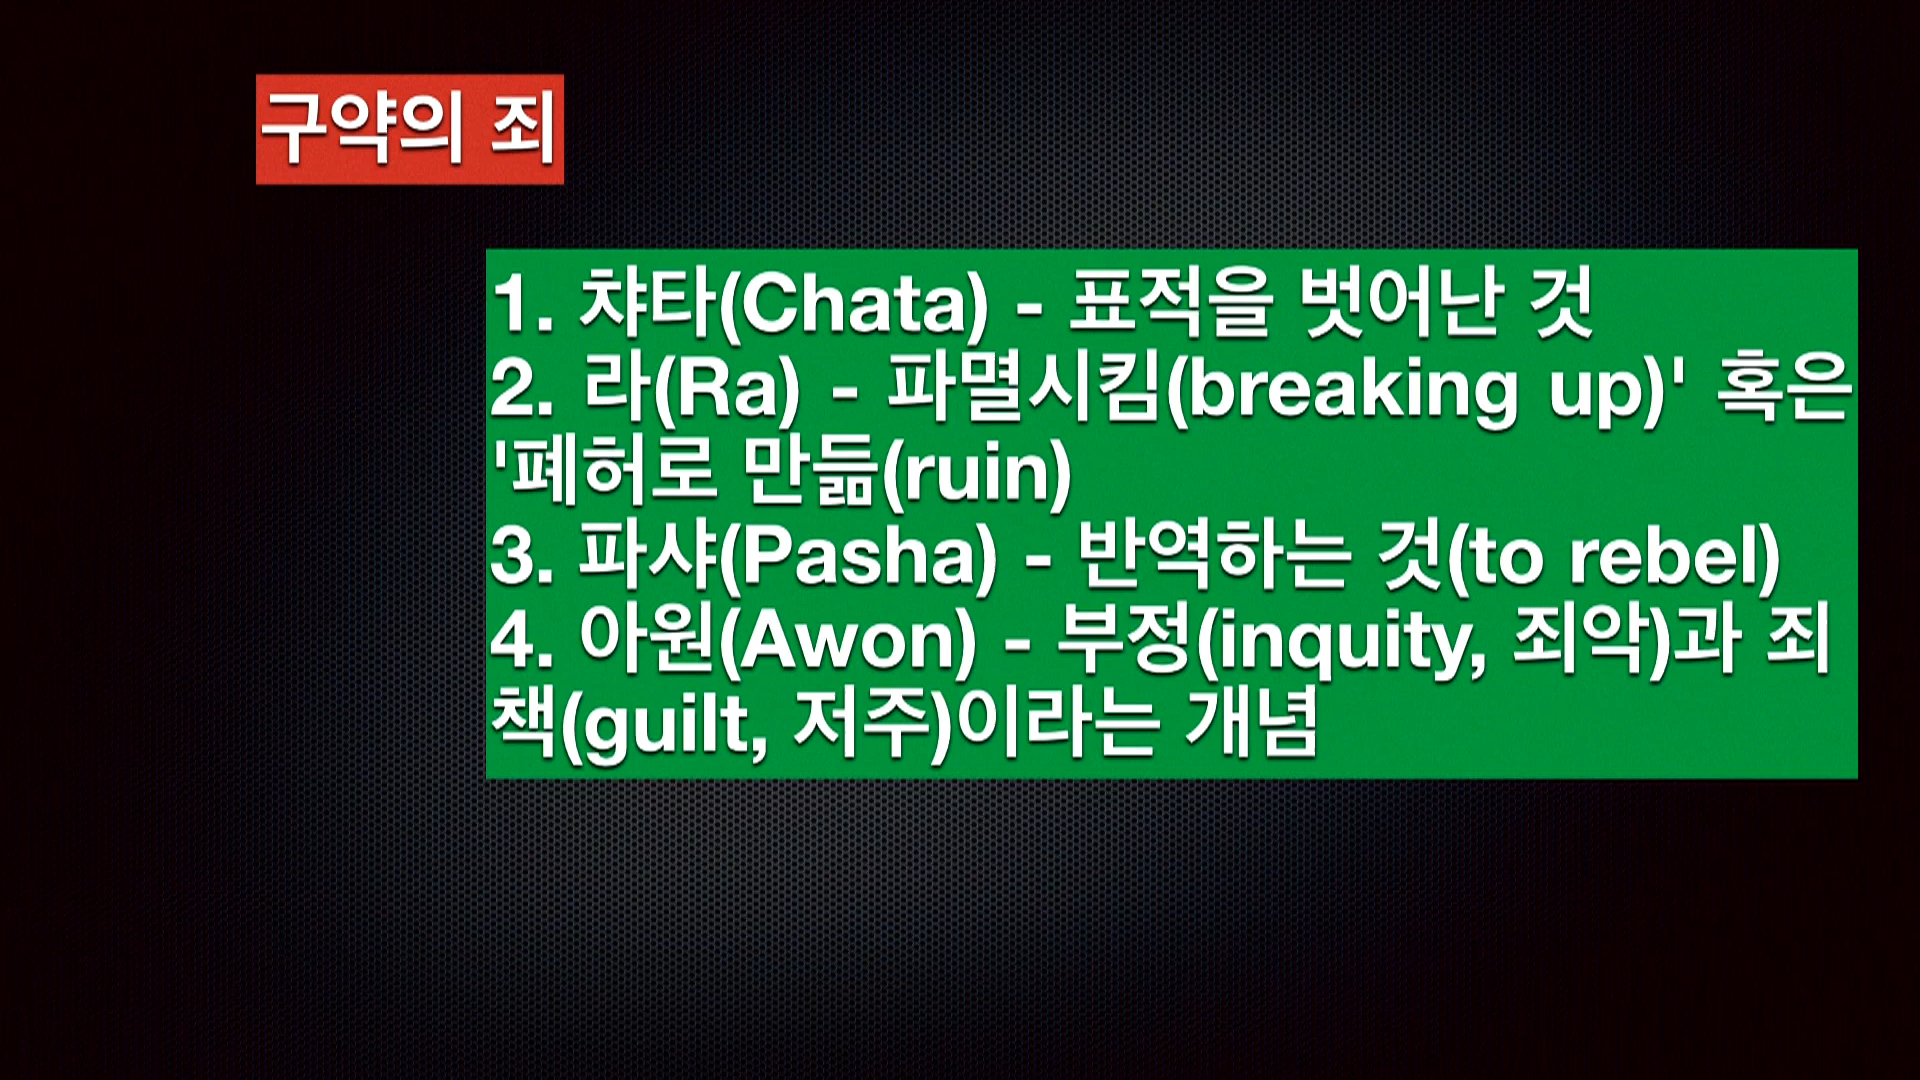 구약의 죄
1. 챠타(Chata) - 표적을 벗어난 것
2. 라(Ra) - 파멸시킴(breaking up)' 혹은
'폐허로 만듦(ruin)
3. 파샤(Pasha) - 반역하는 것(to rebel)
4. 아원(Awon) - 부정(inquity, 죄악)과 죄
책(guilt, 저주)이라는 개념